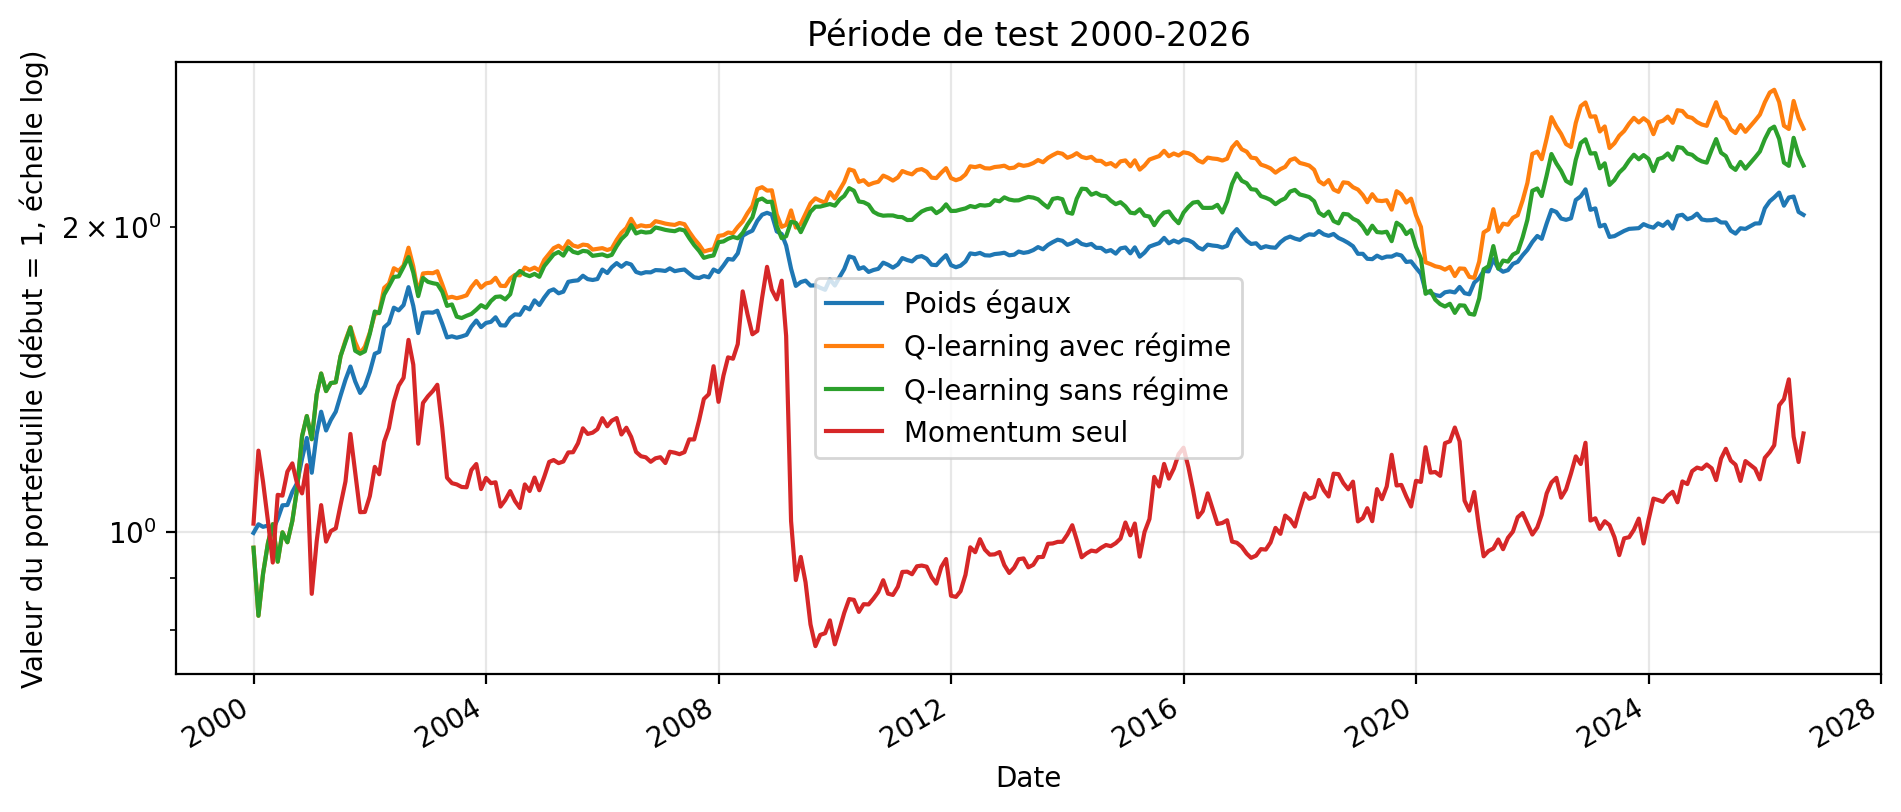 Période de test 2000-2026
Valeur du portefeuille (début = 1, échelle log)
2 × 10⁰
10⁰
Poids égaux
Q-learning avec régime
Q-learning sans régime
Momentum seul
2000
2004
2008
2012
2016
2020
2024
2028
Date